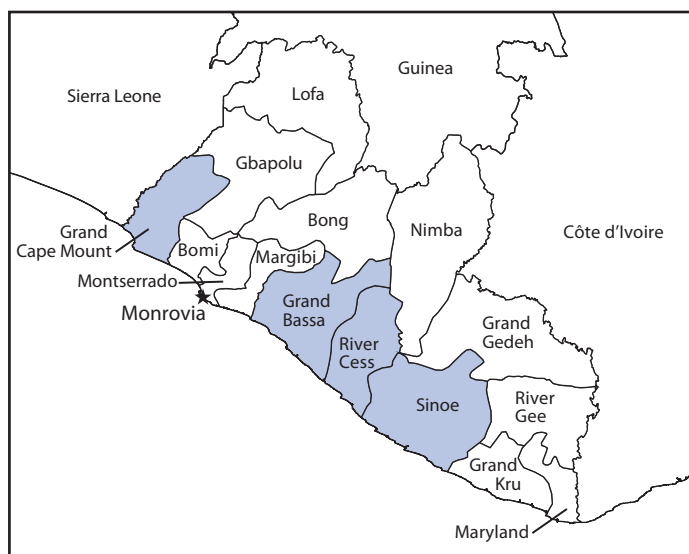 Guinea
Sierra Leone
Lofa
Gbapolu
Bong
Nimba
Côte d'Ivoire
Grand
Cape Mount
Bomi
Margibi
Montserrado
Monrovia
Grand
Bassa
River
Cess
Grand
Gedeh
Sinoe
River
Gee
Grand
Kru
Maryland